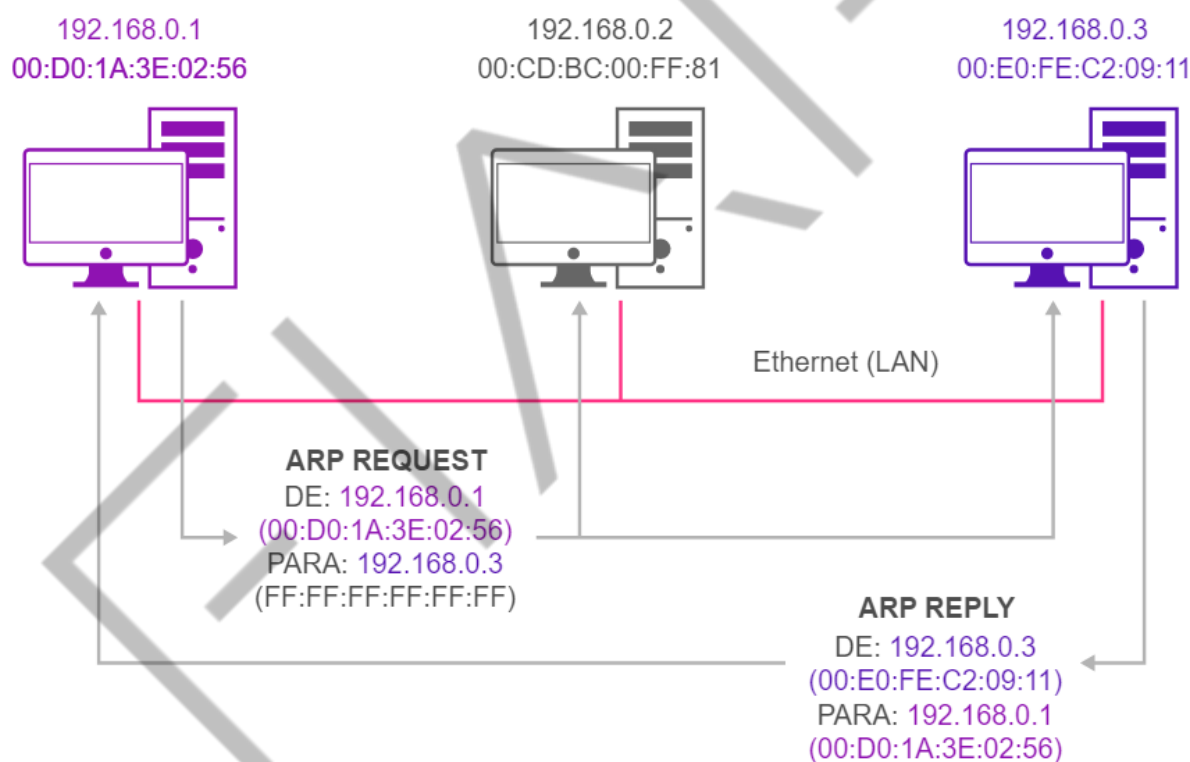 192.168.0.1
00:D0:1A:3E:02:56
192.168.0.2
00:CD:BC:00:FF:81
192.168.0.3
00:E0:FE:C2:09:11
Ethernet (LAN)
ARP REQUEST
DE: 192.168.0.1
(00:D0:1A:3E:02:56)
PARA: 192.168.0.3
(FF:FF:FF:FF:FF:FF)
ARP REPLY
DE: 192.168.0.3
(00:E0:FE:C2:09:11)
PARA: 192.168.0.1
(00:D0:1A:3E:02:56)